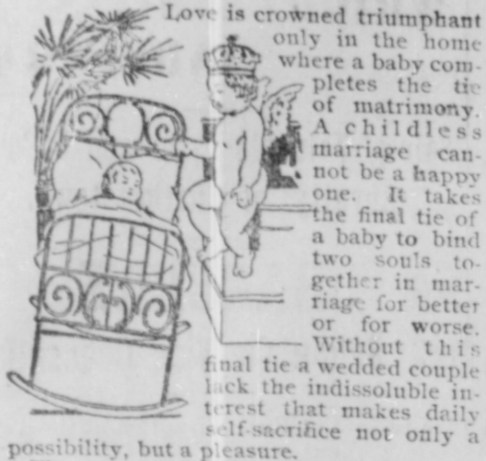 Love is crowned triumphant
only in the home
where a baby com-
pletes the tie
of matrimony.
A childless
marriage can-
not be a happy
one. It takes
the final tie of
a baby to bind
two souls to-
gether in mar-
riage for better
or for worse.
Without this
final tie a wedded couple
lack the indissoluble in-
terest that makes daily
self-sacrifice not only a
possibility, but a pleasure.